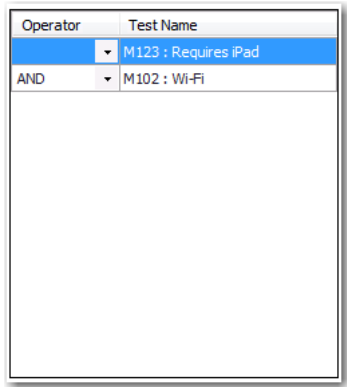 Operator Test Name
M123 : Requires iPad
AND M102 : Wi-Fi